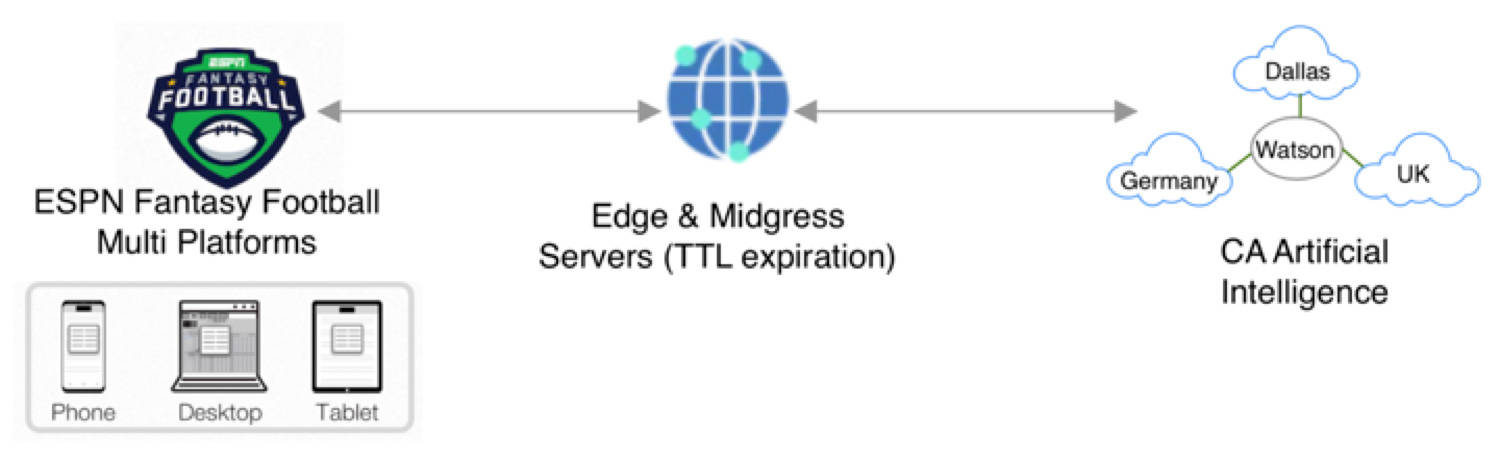 ESPN
FANTASY
FOOTBALL
ESPN Fantasy Football
Multi Platforms
Phone
Desktop
Tablet
Edge & Midgress
Servers (TTL expiration)
Dallas
Watson
Germany
UK
CA Artificial
Intelligence